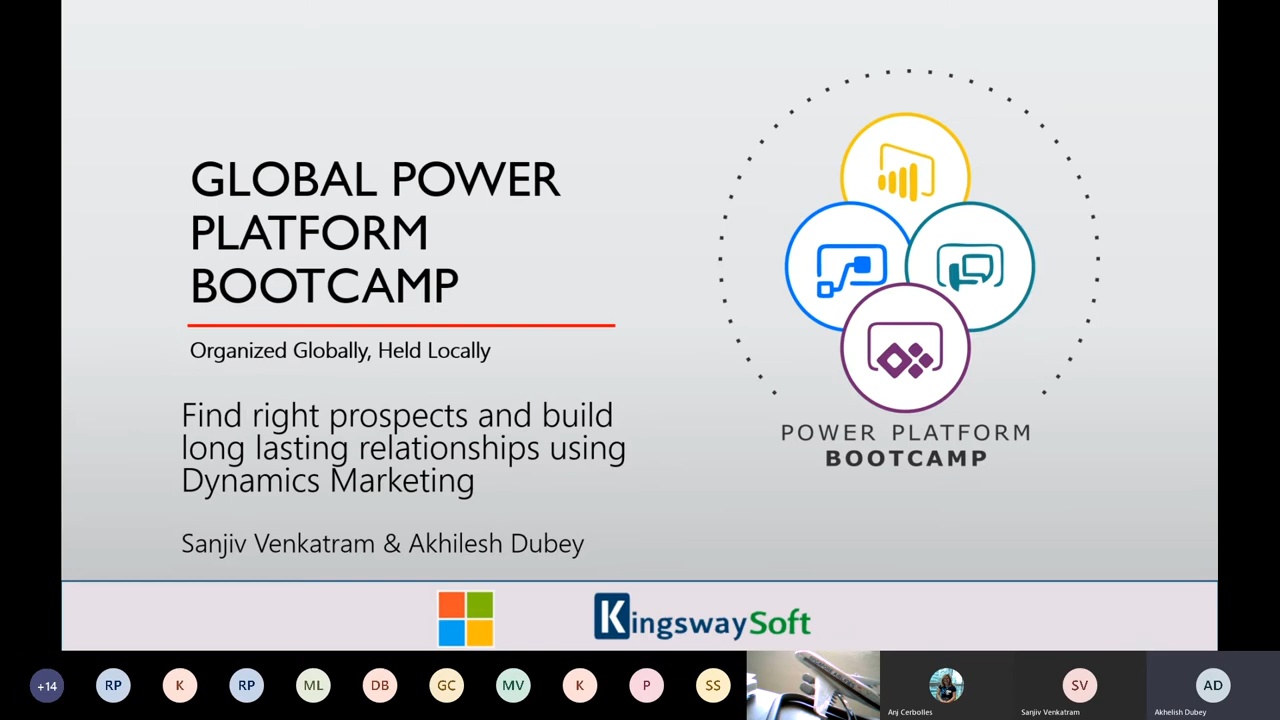 GLOBAL POWER
PLATFORM
BOOTCAMP
Organized Globally, Held Locally
Find right prospects and build
long lasting relationships using
Dynamics Marketing
Sanjiv Venkatram & Akhilesh Dubey
POWER PLATFORM
BOOTCAMP
KingswaySoft
+14 RP K RP ML DB GC MV K P SS SV AD
Anj Cerbolles Sanjiv Venkatram Akhelish Dubey